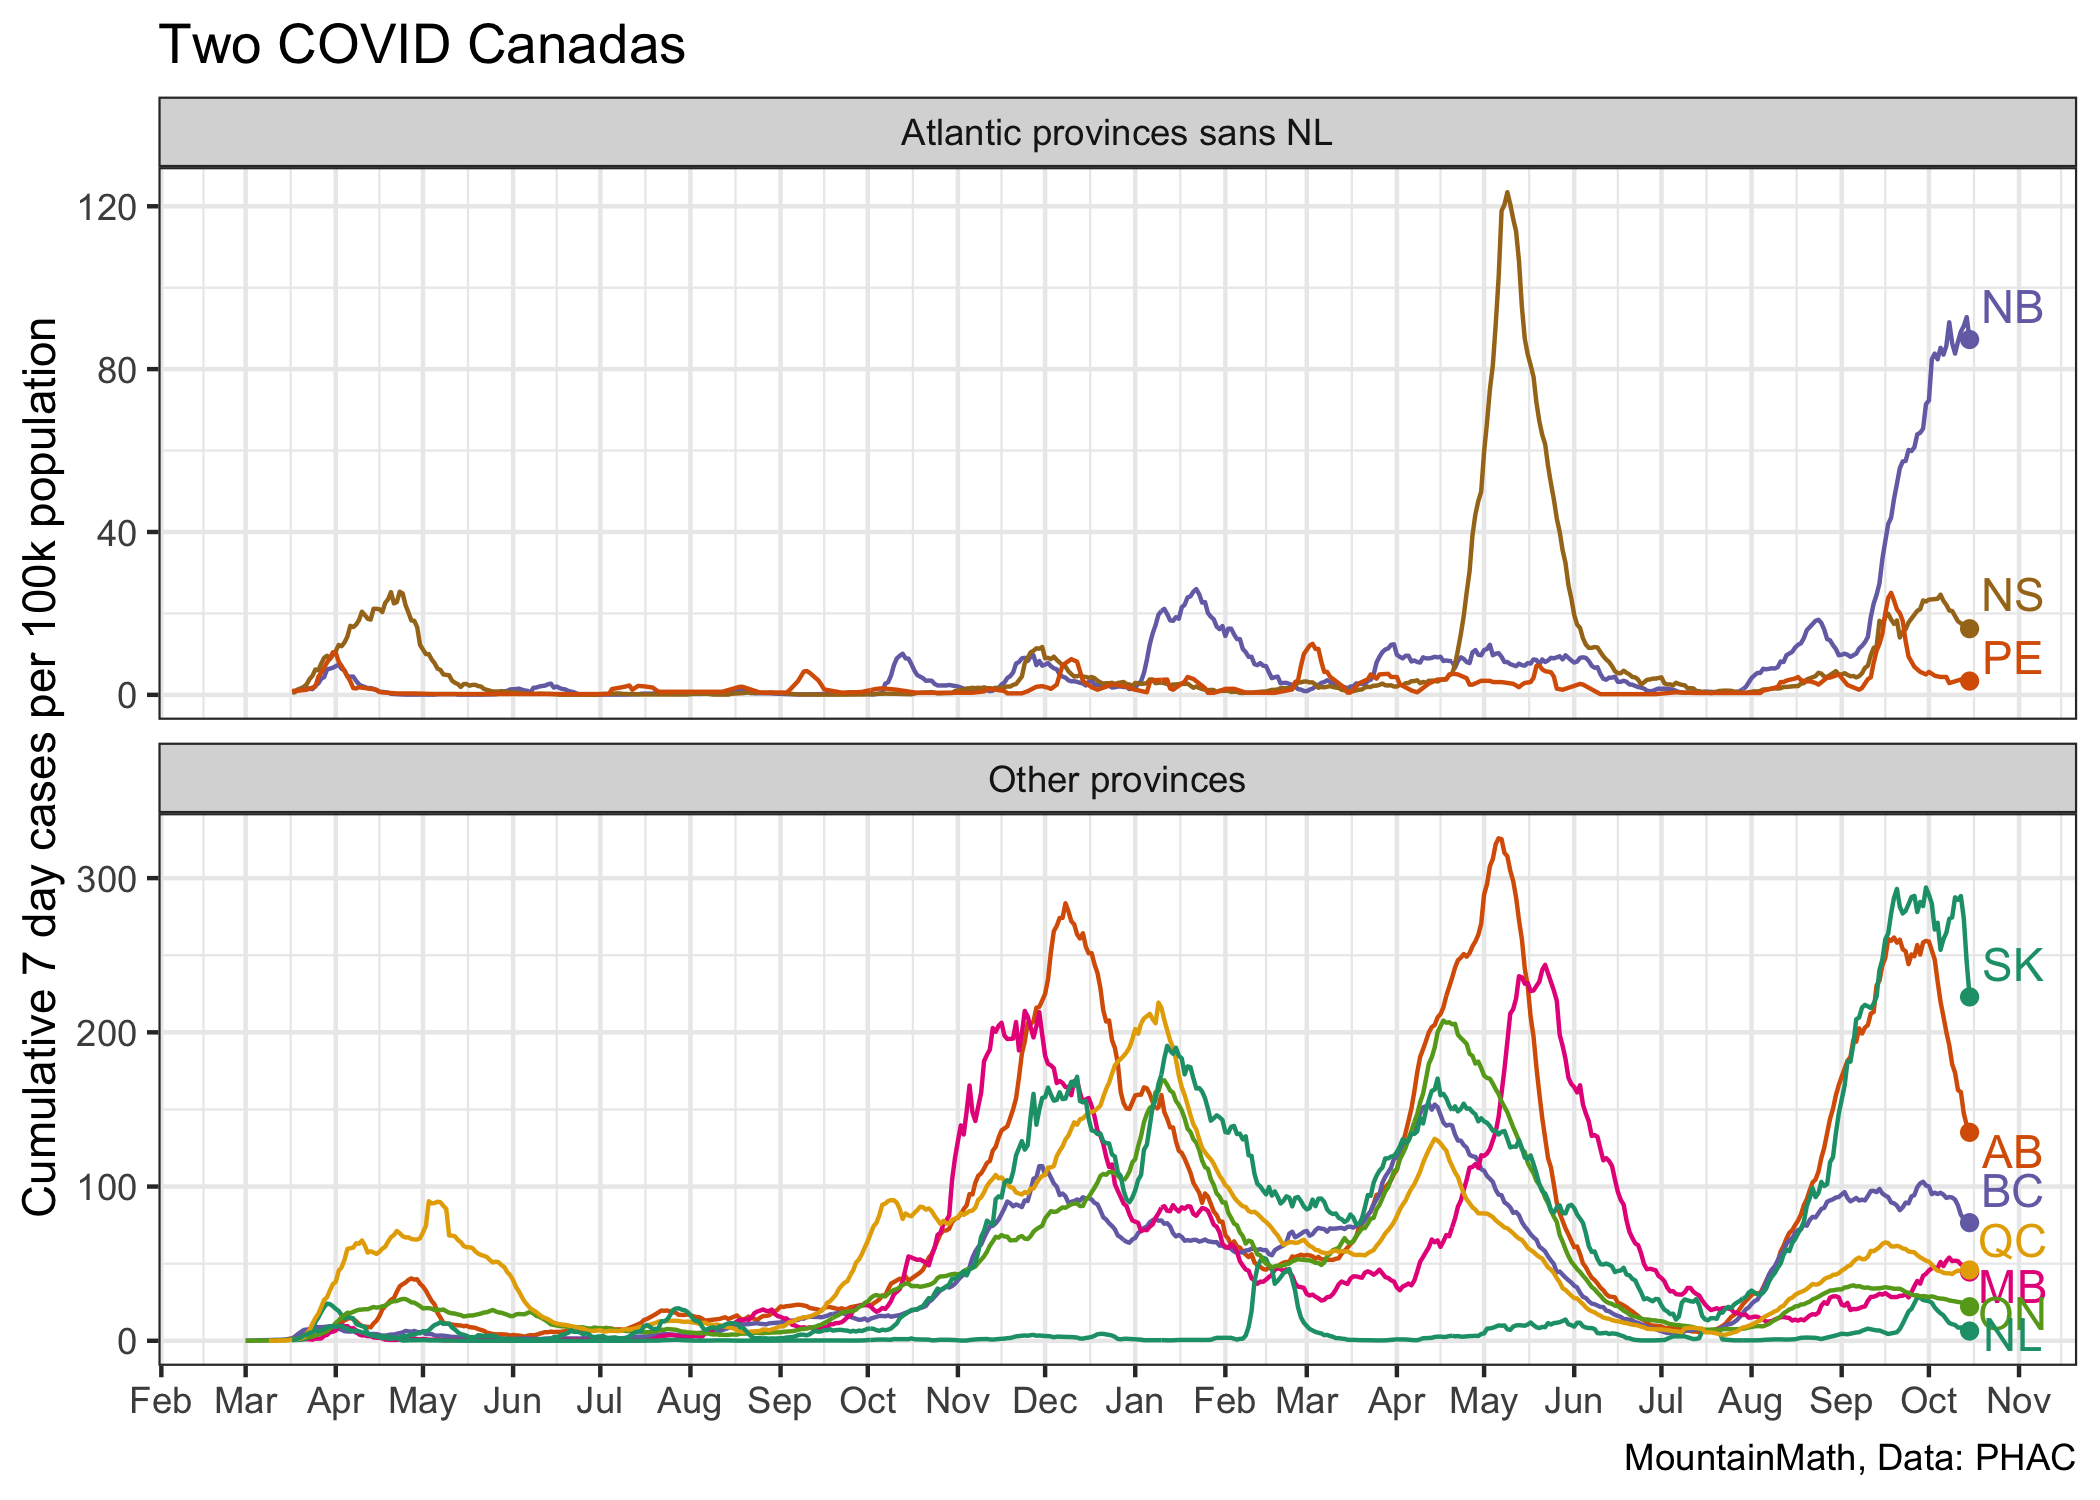 Two COVID Canadas
Atlantic provinces sans NL
120
80
40
0
NB
NS
PE
Cumulative 7 day cases per 100k population
Other provinces
300
200
100
0
SK
AB
BC
QC
MB
ON
NL
Feb Mar Apr May Jun Jul Aug Sep Oct Nov Dec Jan Feb Mar Apr May Jun Jul Aug Sep Oct Nov
MountainMath, Data: PHAC